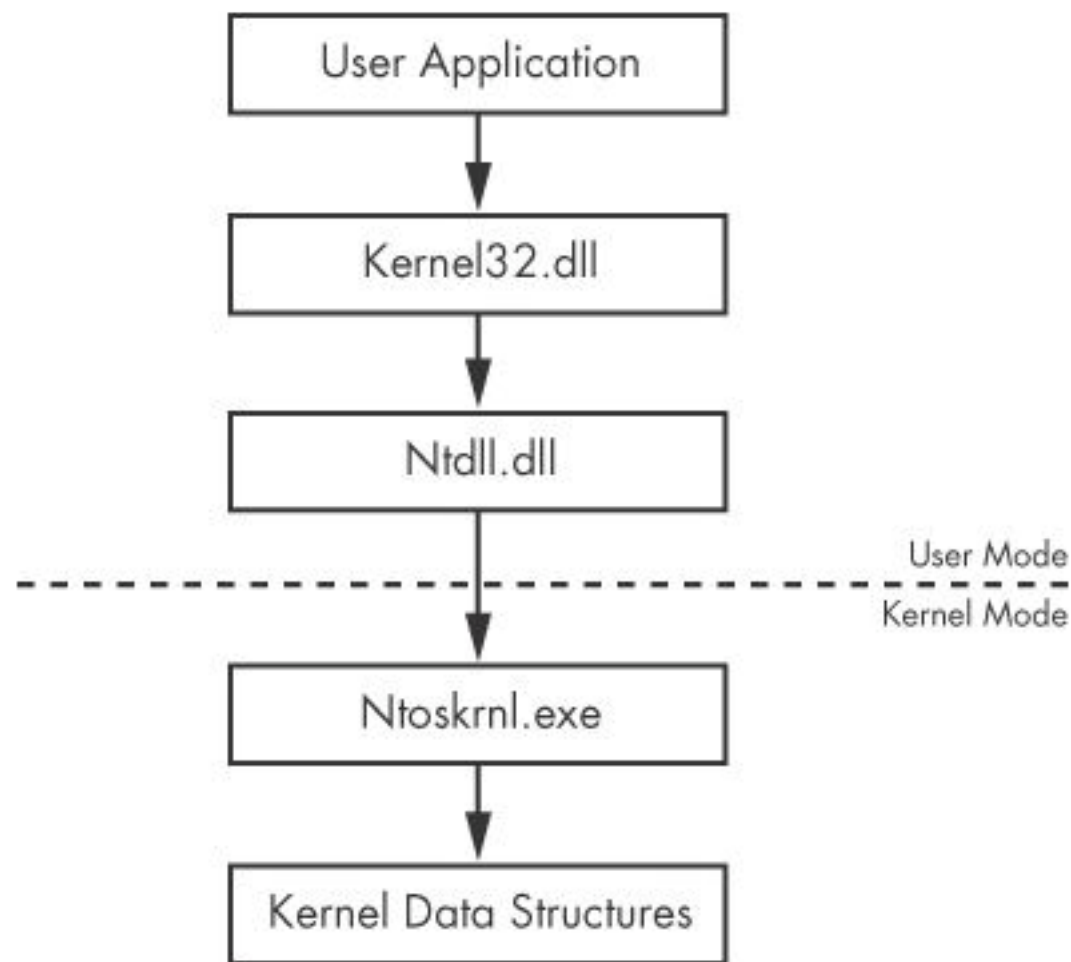 User Application
Kernel32.dll
Ntdll.dll
User Mode
Kernel Mode
Ntoskrnl.exe
Kernel Data Structures